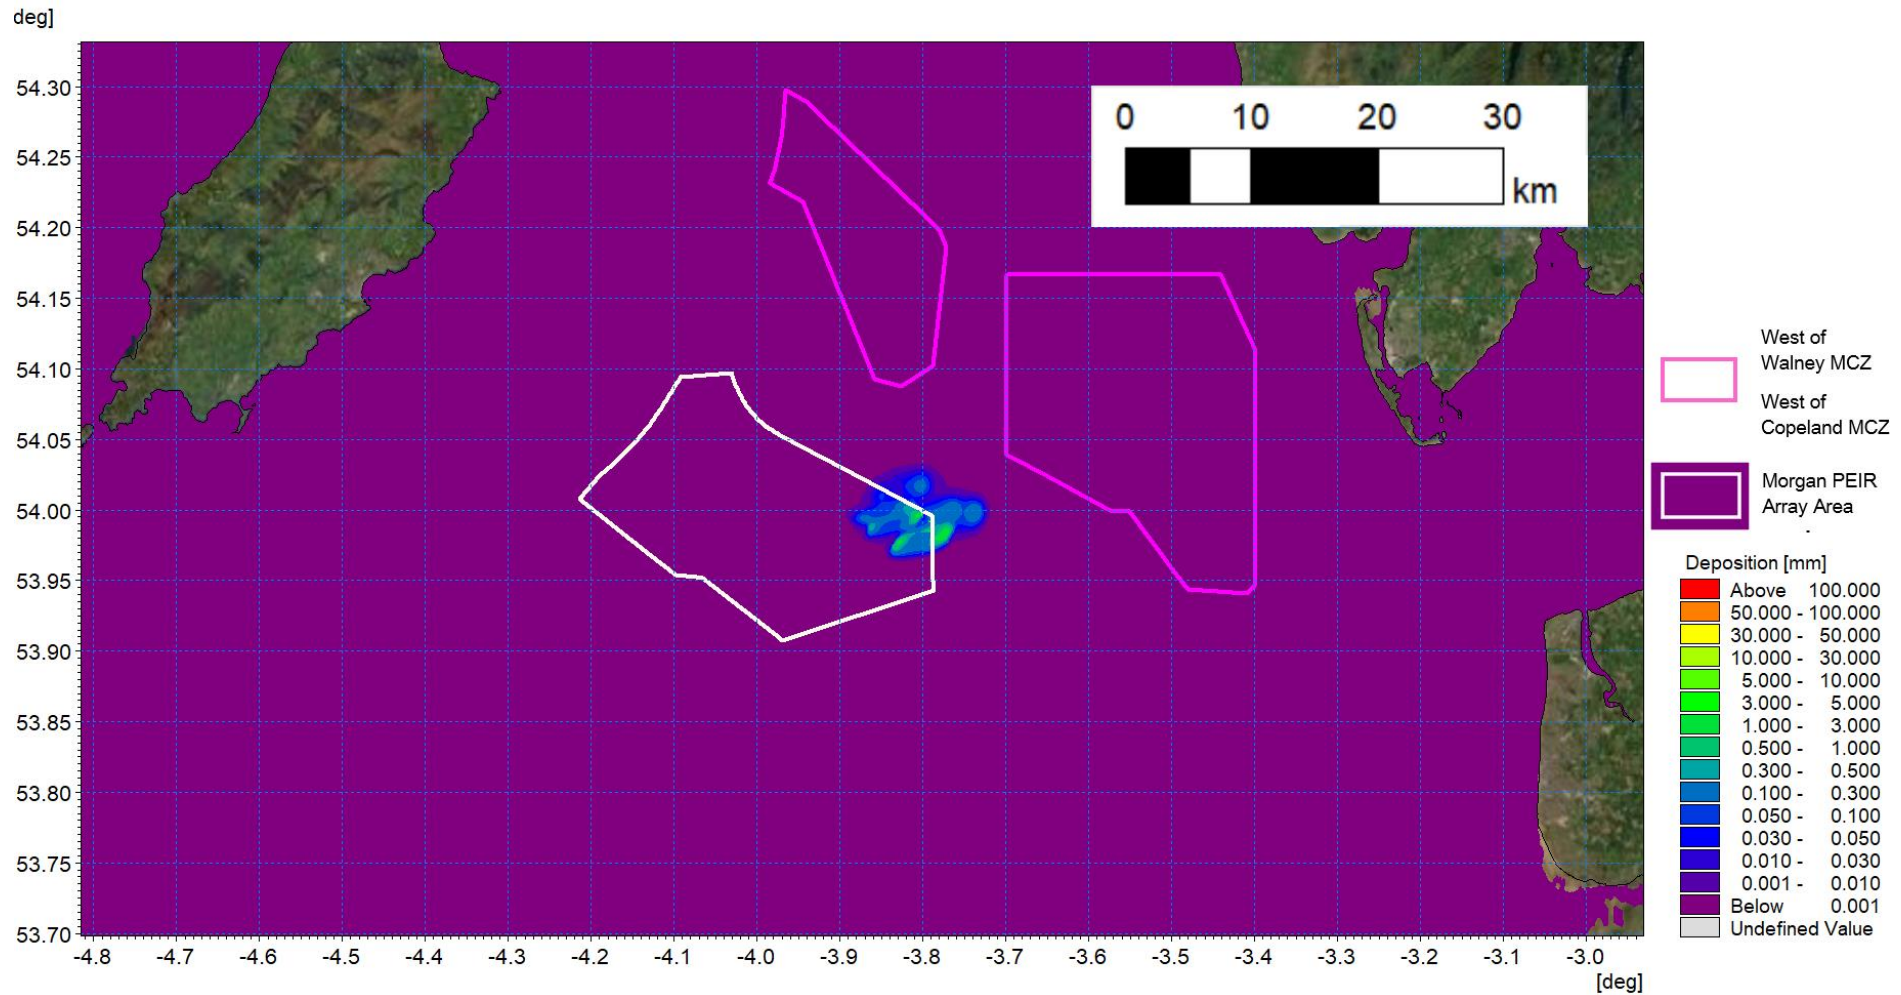 deg]
54.30
54.25
54.20
54.15
54.10
54.05
54.00
53.95
53.90
53.85
53.80
53.75
53.70
-4.8 -4.7 -4.6 -4.5 -4.4 -4.3 -4.2 -4.1 -4.0 -3.9 -3.8 -3.7 -3.6 -3.5 -3.4 -3.3 -3.2 -3.1 -3.0
[deg]
0 10 20 30
km
West of
Walney MCZ
West of
Copeland MCZ
Morgan PEIR
Array Area
Deposition [mm]
Above 100.000
50.000 - 100.000
30.000 - 50.000
10.000 - 30.000
5.000 - 10.000
3.000 - 5.000
1.000 - 3.000
0.500 - 1.000
0.300 - 0.500
0.100 - 0.300
0.050 - 0.100
0.030 - 0.050
0.010 - 0.030
0.001 - 0.010
Below 0.001
Undefined Value